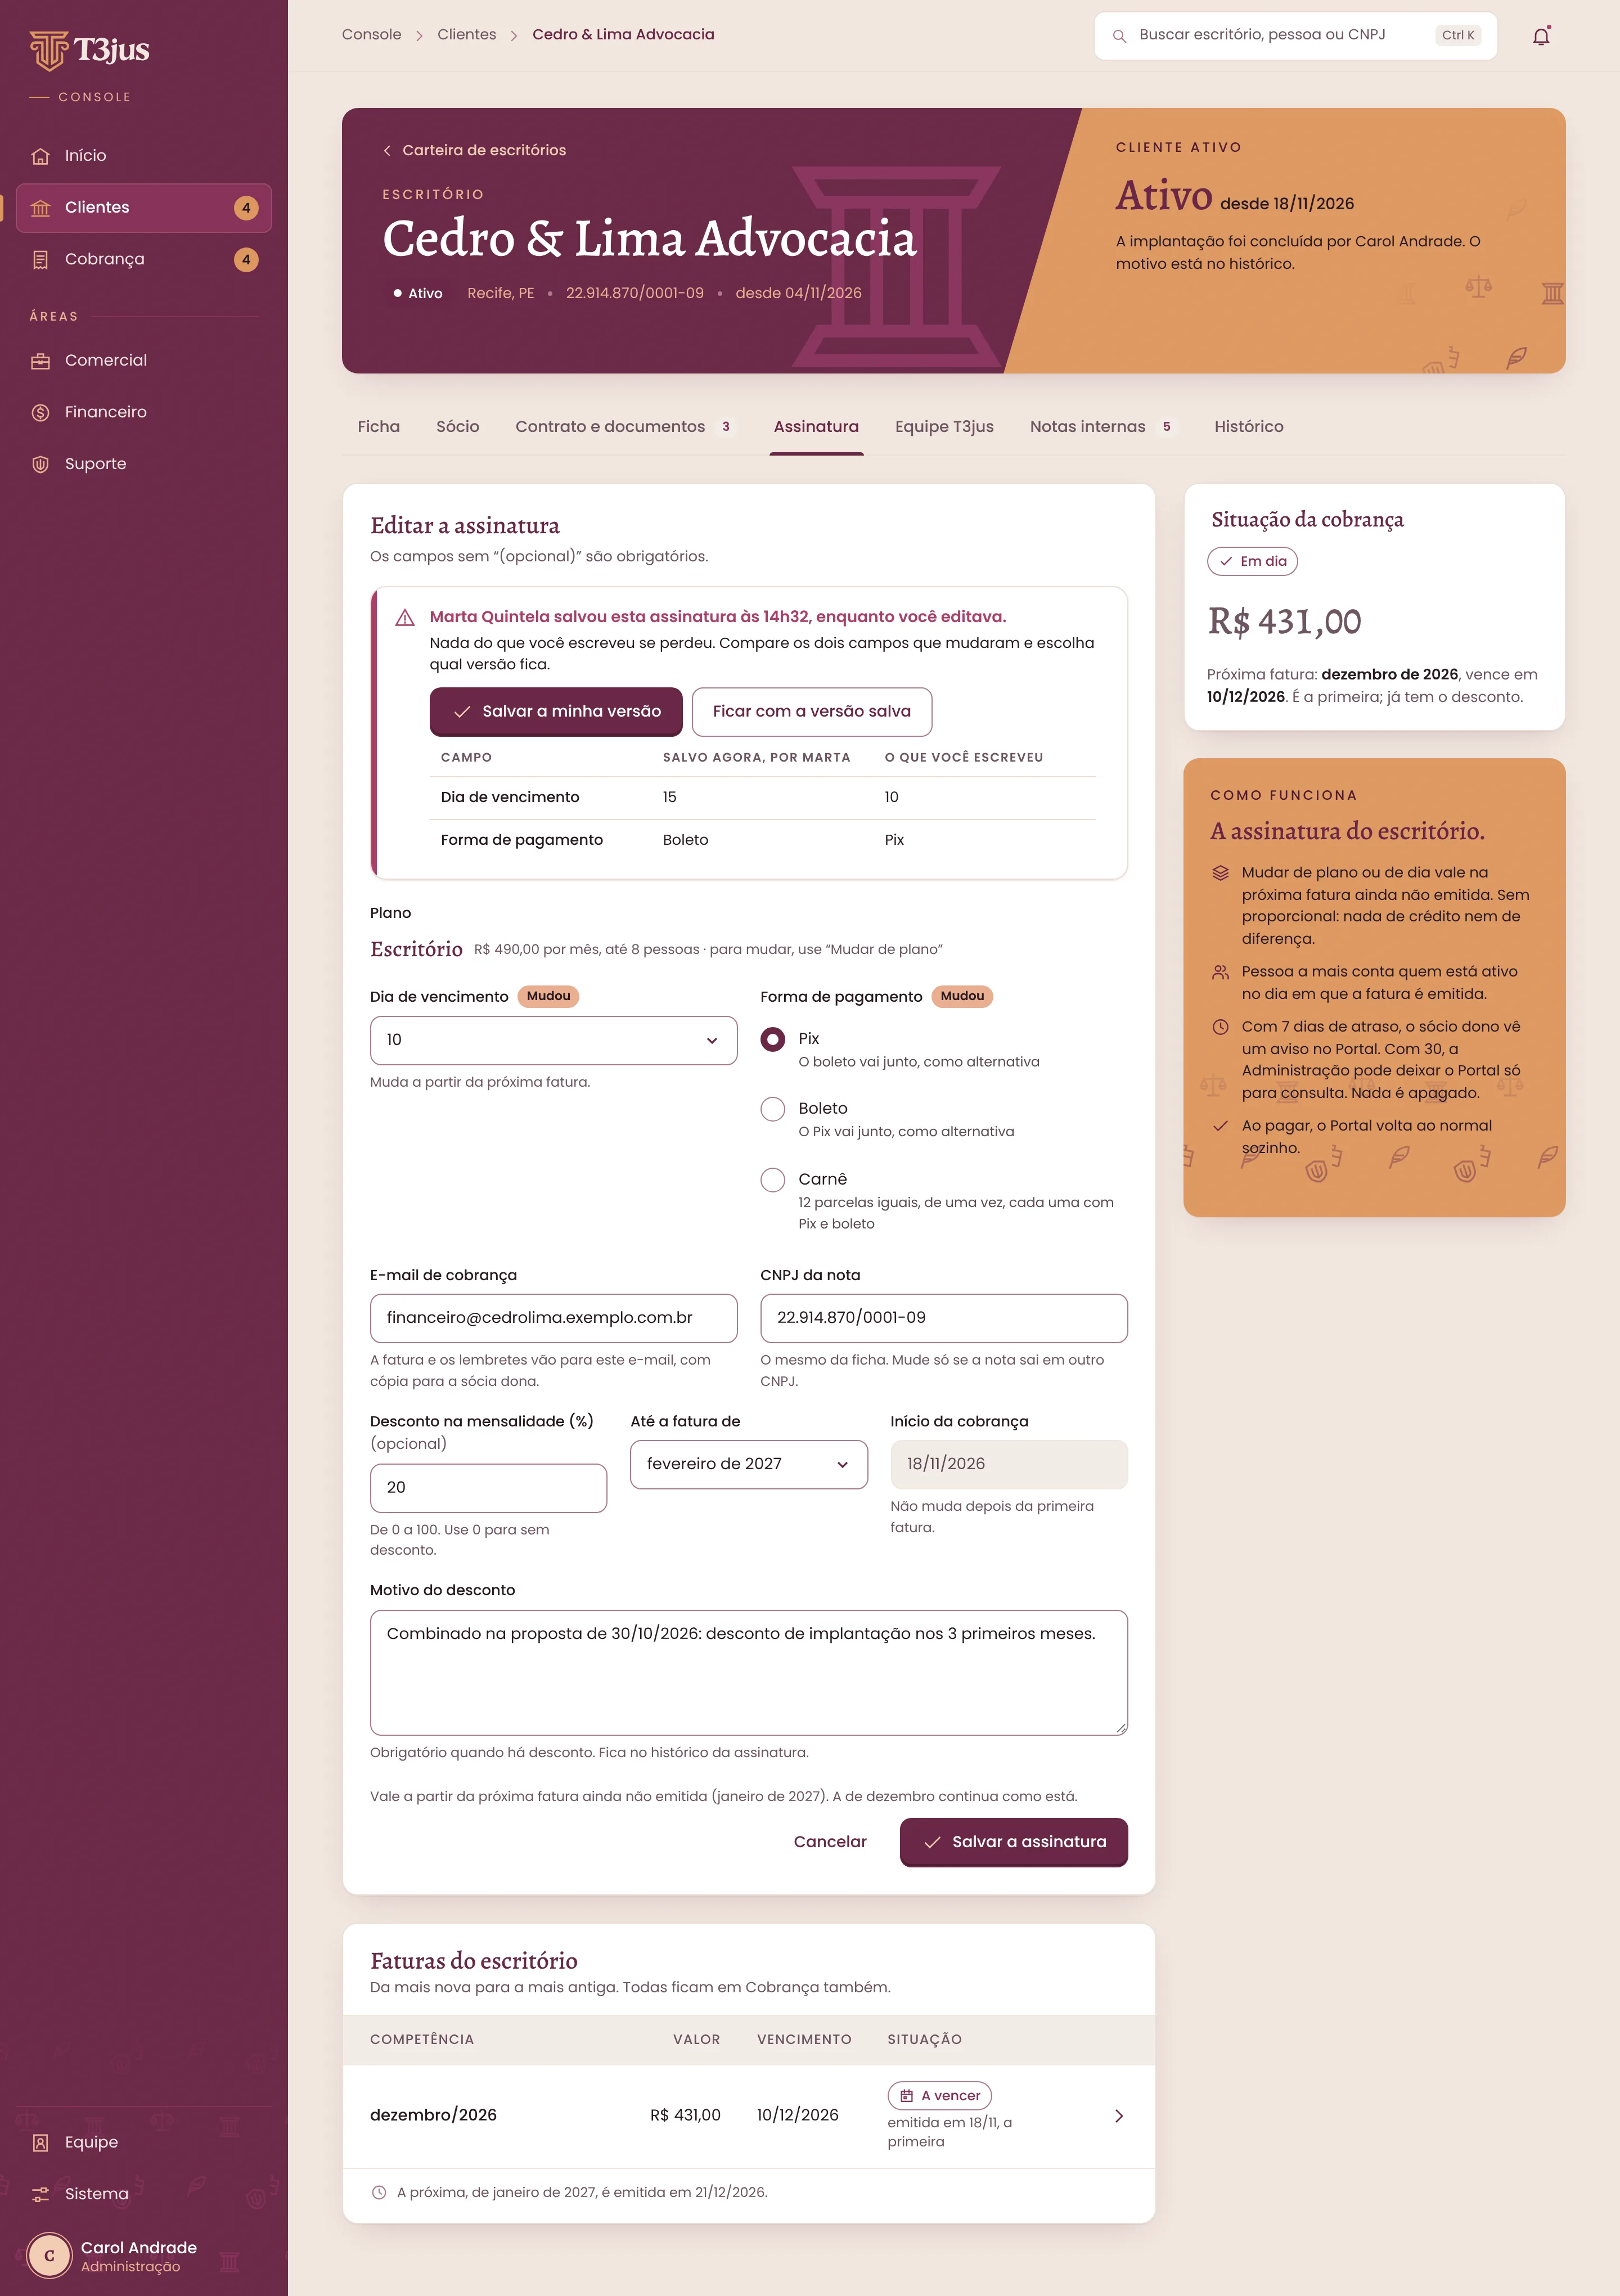 T3jus
CONSOLE
Início
Clientes 4
Cobrança 4
ÁREAS
Comercial
Financeiro
Suporte
Equipe
Sistema
C
Carol Andrade
Administração
Console > Clientes > Cedro & Lima Advocacia
Buscar escritório, pessoa ou CNPJ Ctrl K
Carteira de escritórios
ESCRITÓRIO
Cedro & Lima Advocacia
Ativo Recife, PE • 22.914.870/0001-09 • desde 04/11/2026
CLIENTE ATIVO
Ativo desde 18/11/2026
A implantação foi concluída por Carol Andrade. O
motivo está no histórico.
Ficha Sócio Contrato e documentos 3 Assinatura Equipe T3jus Notas internas 5 Histórico
Editar a assinatura
Os campos sem “(opcional)” são obrigatórios.
Marta Quintela salvou esta assinatura às 14h32, enquanto você editava.
Nada do que você escreveu se perdeu. Compare os dois campos que mudaram e escolha
qual versão fica.
Salvar a minha versão Ficar com a versão salva
CAMPO SALVO AGORA, POR MARTA O QUE VOCÊ ESCREVEU
Dia de vencimento 15 10
Forma de pagamento Boleto Pix
Plano
Escritório R$ 490,00 por mês, até 8 pessoas · para mudar, use “Mudar de plano”
Dia de vencimento Mudou
10
Muda a partir da próxima fatura.
Forma de pagamento Mudou
Pix
O boleto vai junto, como alternativa
Boleto
O Pix vai junto, como alternativa
Carnê
12 parcelas iguais, de uma vez, cada uma com
Pix e boleto
E-mail de cobrança
financeiro@cedrolima.exemplo.com.br
A fatura e os lembretes vão para este e-mail, com
cópia para a sócia dona.
CNPJ da nota
22.914.870/0001-09
O mesmo da ficha. Mude só se a nota sai em outro
CNPJ.
Desconto na mensalidade (%)
(opcional)
20
De 0 a 100. Use 0 para sem
desconto.
Até a fatura de
fevereiro de 2027
Início da cobrança
18/11/2026
Não muda depois da primeira
fatura.
Motivo do desconto
Combinado na proposta de 30/10/2026: desconto de implantação nos 3 primeiros meses.
Obrigatório quando há desconto. Fica no histórico da assinatura.
Vale a partir da próxima fatura ainda não emitida (janeiro de 2027). A de dezembro continua como está.
Cancelar Salvar a assinatura
Faturas do escritório
Da mais nova para a mais antiga. Todas ficam em Cobrança também.
COMPETÊNCIA VALOR VENCIMENTO SITUAÇÃO
dezembro/2026 R$ 431,00 10/12/2026 A vencer
emitida em 18/11, a
primeira
A próxima, de janeiro de 2027, é emitida em 21/12/2026.
Situação da cobrança
Em dia
R$ 431,00
Próxima fatura: dezembro de 2026, vence em
10/12/2026. É a primeira; já tem o desconto.
COMO FUNCIONA
A assinatura do escritório.
Mudar de plano ou de dia vale na
próxima fatura ainda não emitida. Sem
proporcional: nada de crédito nem de
diferença.
Pessoa a mais conta quem está ativo
no dia em que a fatura é emitida.
Com 7 dias de atraso, o sócio dono vê
um aviso no Portal. Com 30, a
Administração pode deixar o Portal só
para consulta. Nada é apagado.
Ao pagar, o Portal volta ao normal
sozinho.